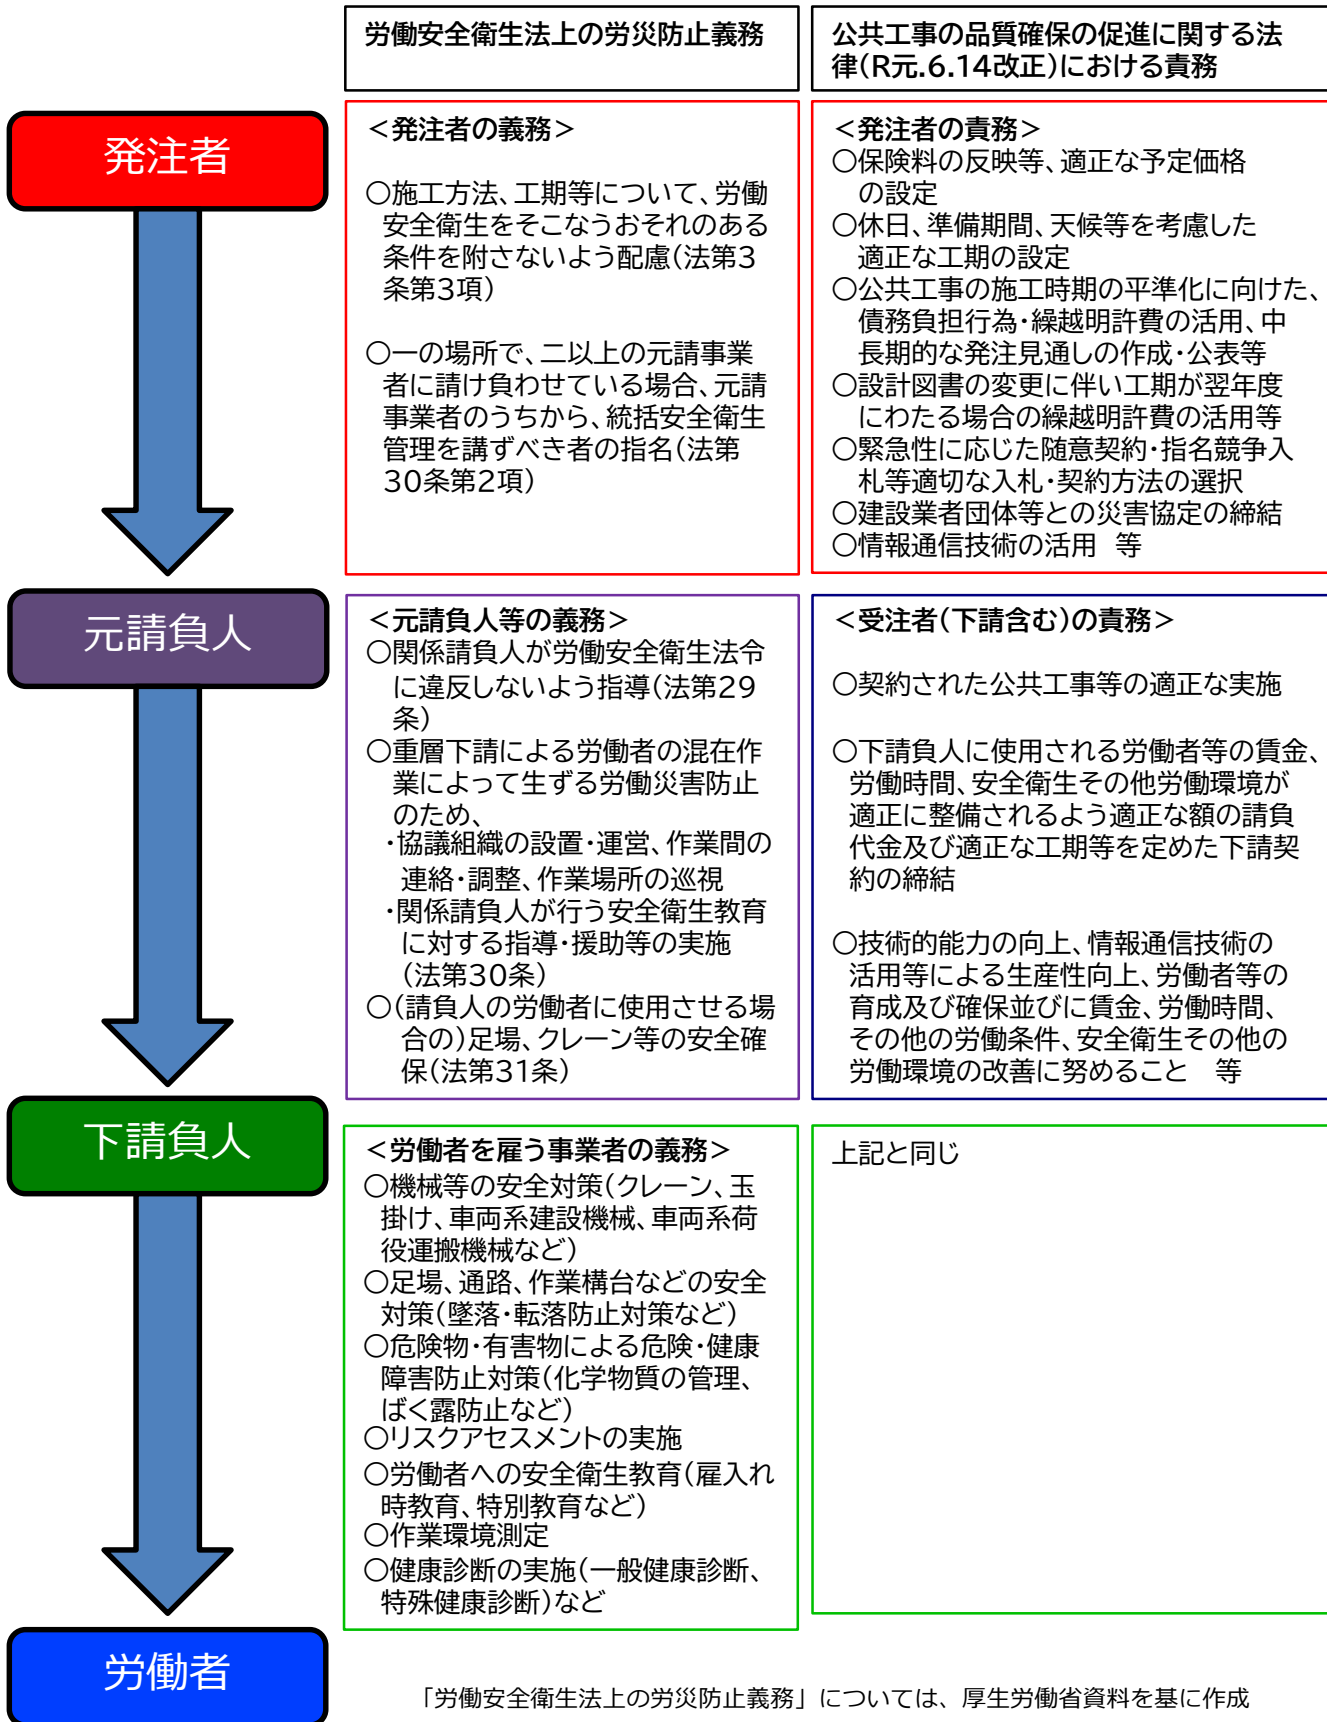 労働安全衛生法上の労災防止義務
公共工事の品質確保の促進に関する法
律(R元.6.14改正)における責務
発注者
＜発注者の義務＞
○施工方法、工期等について、労働
安全衛生をそこなうおそれのある
条件を附さないよう配慮(法第3
条第3項)
○一の場所で、二以上の元請事業
者に請け負わせている場合、元請
事業者のうちから、統括安全衛生
管理を講ずべき者の指名(法第
30条第2項)
＜発注者の責務＞
○保険料の反映等、適正な予定価格
の設定
○休日、準備期間、天候等を考慮した
適正な工期の設定
○公共工事の施工時期の平準化に向けた、
債務負担行為・繰越明許費の活用、中
長期的な発注見通しの作成・公表等
○設計図書の変更に伴い工期が翌年度
にわたる場合の繰越明許費の活用等
○緊急性に応じた随意契約・指名競争入
札等適切な入札・契約方法の選択
○建設業者団体等との災害協定の締結
○情報通信技術の活用　等
元請負人
＜元請負人等の義務＞
○関係請負人が労働安全衛生法令
に違反しないよう指導(法第29
条)
○重層下請による労働者の混在作
業によって生ずる労働災害防止
のため、
・協議組織の設置・運営、作業間の
連絡・調整、作業場所の巡視
・関係請負人が行う安全衛生教育
に対する指導・援助等の実施
(法第30条)
○(請負人の労働者に使用させる場
合の)足場、クレーン等の安全確
保(法第31条)
＜受注者(下請含む)の責務＞
○契約された公共工事等の適正な実施
○下請負人に使用される労働者等の賃金、
労働時間、安全衛生その他労働環境が
適正に整備されるよう適正な額の請負
代金及び適正な工期等を定めた下請契
約の締結
○技術的能力の向上、情報通信技術の
活用等による生産性向上、労働者等の
育成及び確保並びに賃金、労働時間、
その他の労働条件、安全衛生その他の
労働環境の改善に努めること　等
下請負人
＜労働者を雇う事業者の義務＞
○機械等の安全対策(クレーン、玉
掛け、車両系建設機械、車両系荷
役運搬機械など)
○足場、通路、作業構台などの安全
対策(墜落・転落防止対策など)
○危険物・有害物による危険・健康
障害防止対策(化学物質の管理、
ばく露防止など)
○リスクアセスメントの実施
○労働者への安全衛生教育(雇入れ
時教育、特別教育など)
○作業環境測定
○健康診断の実施(一般健康診断、
特殊健康診断)など
上記と同じ
労働者
「労働安全衛生法上の労災防止義務」については、厚生労働省資料を基に作成